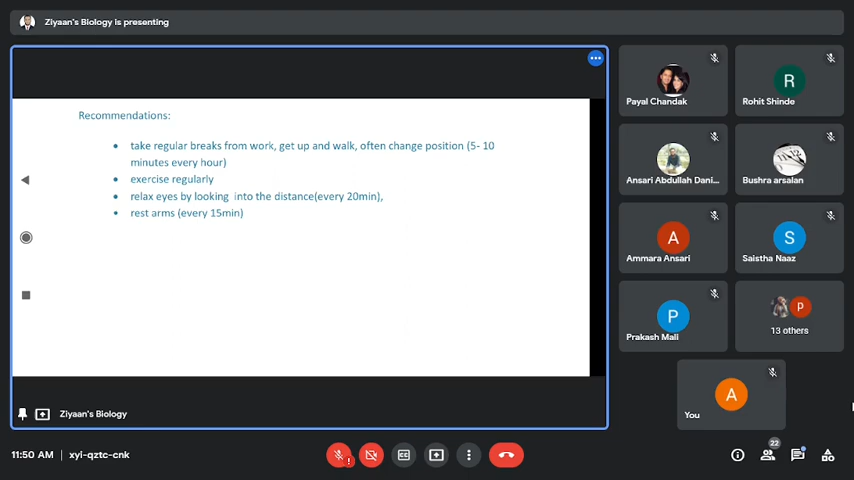 Ziyaan's Biology is presenting
Recommendations:
take regular breaks from work, get up and walk, often change position (5- 10
minutes every hour)
exercise regularly
relax eyes by looking into the distance(every 20min),
rest arms (every 15min)
Ziyaan's Biology
Payal Chandak
R
Rohit Shinde
Ansari Abdullah Dani...
Bushra arsalan
A
Ammara Ansari
S
Saistha Naaz
P
Prakash Mali
P
13 others
A
You
11:50 AM | xyl-qztc-cnk
22